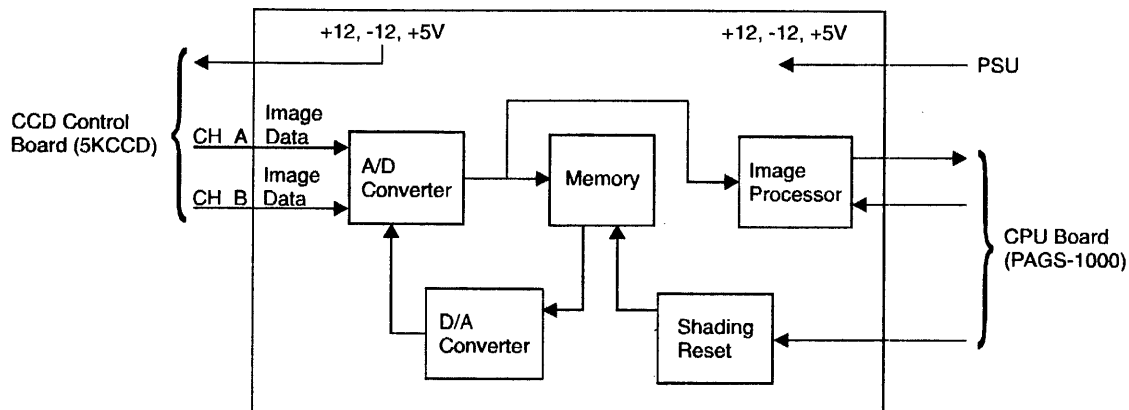 +12, -12, +5V
+12, -12, +5V
PSU
CCD Control
Board (5KCCD)
CH A
Image
Data
CH B
Image
Data
A/D
Converter
Memory
Image
Processor
CPU Board
(PAGS-1000)
D/A
Converter
Shading
Reset